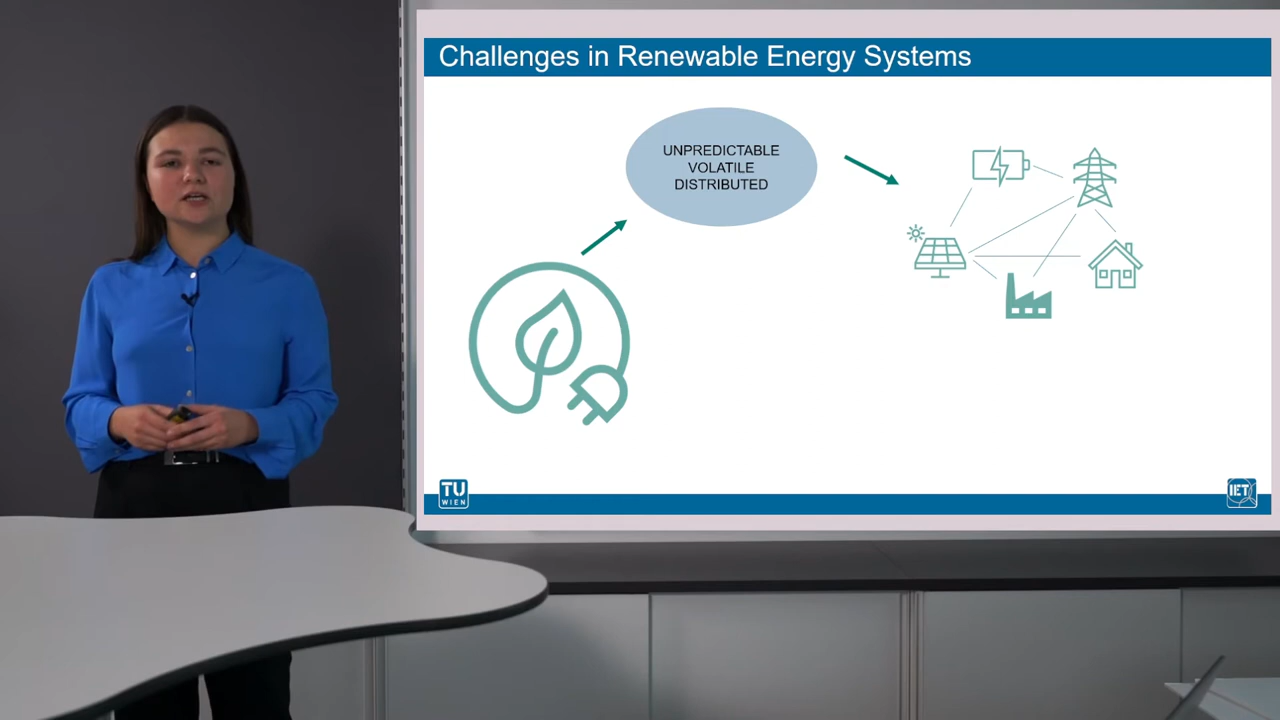 Challenges in Renewable Energy Systems
UNPREDICTABLE
VOLATILE
DISTRIBUTED
TU
WIEN
IET